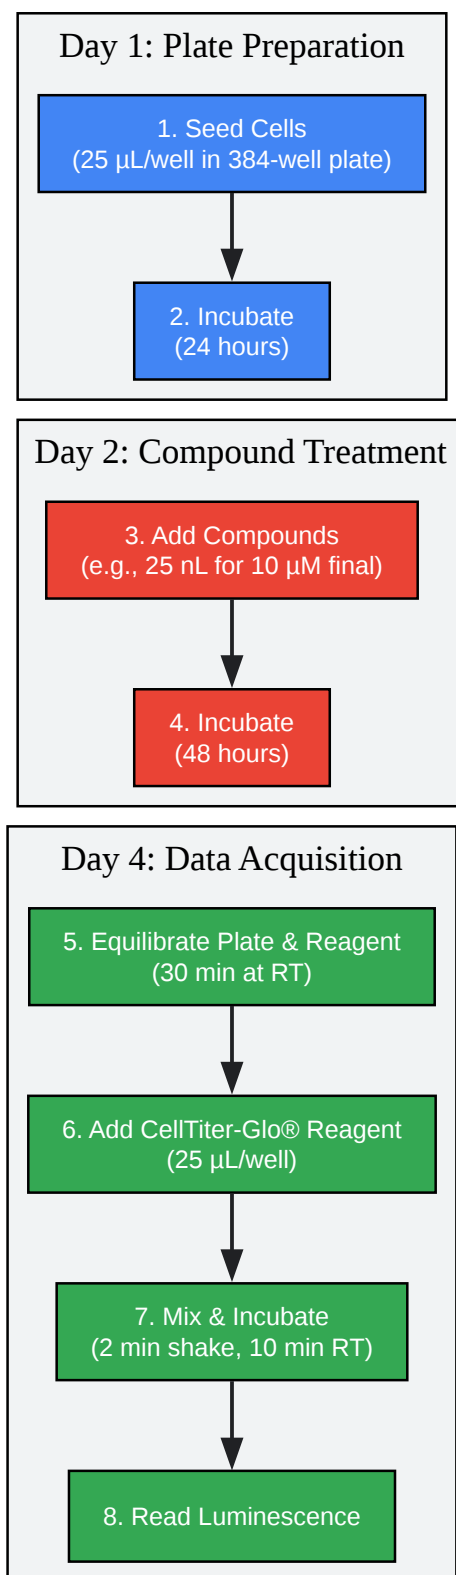 Day 1: Plate Preparation
1. Seed Cells
(25 µL/well in 384-well plate)
2. Incubate
(24 hours)
Day 2: Compound Treatment
3. Add Compounds
(e.g., 25 nL for 10 µM final)
4. Incubate
(48 hours)
Day 4: Data Acquisition
5. Equilibrate Plate & Reagent
(30 min at RT)
6. Add CellTiter-Glo® Reagent
(25 µL/well)
7. Mix & Incubate
(2 min shake, 10 min RT)
8. Read Luminescence